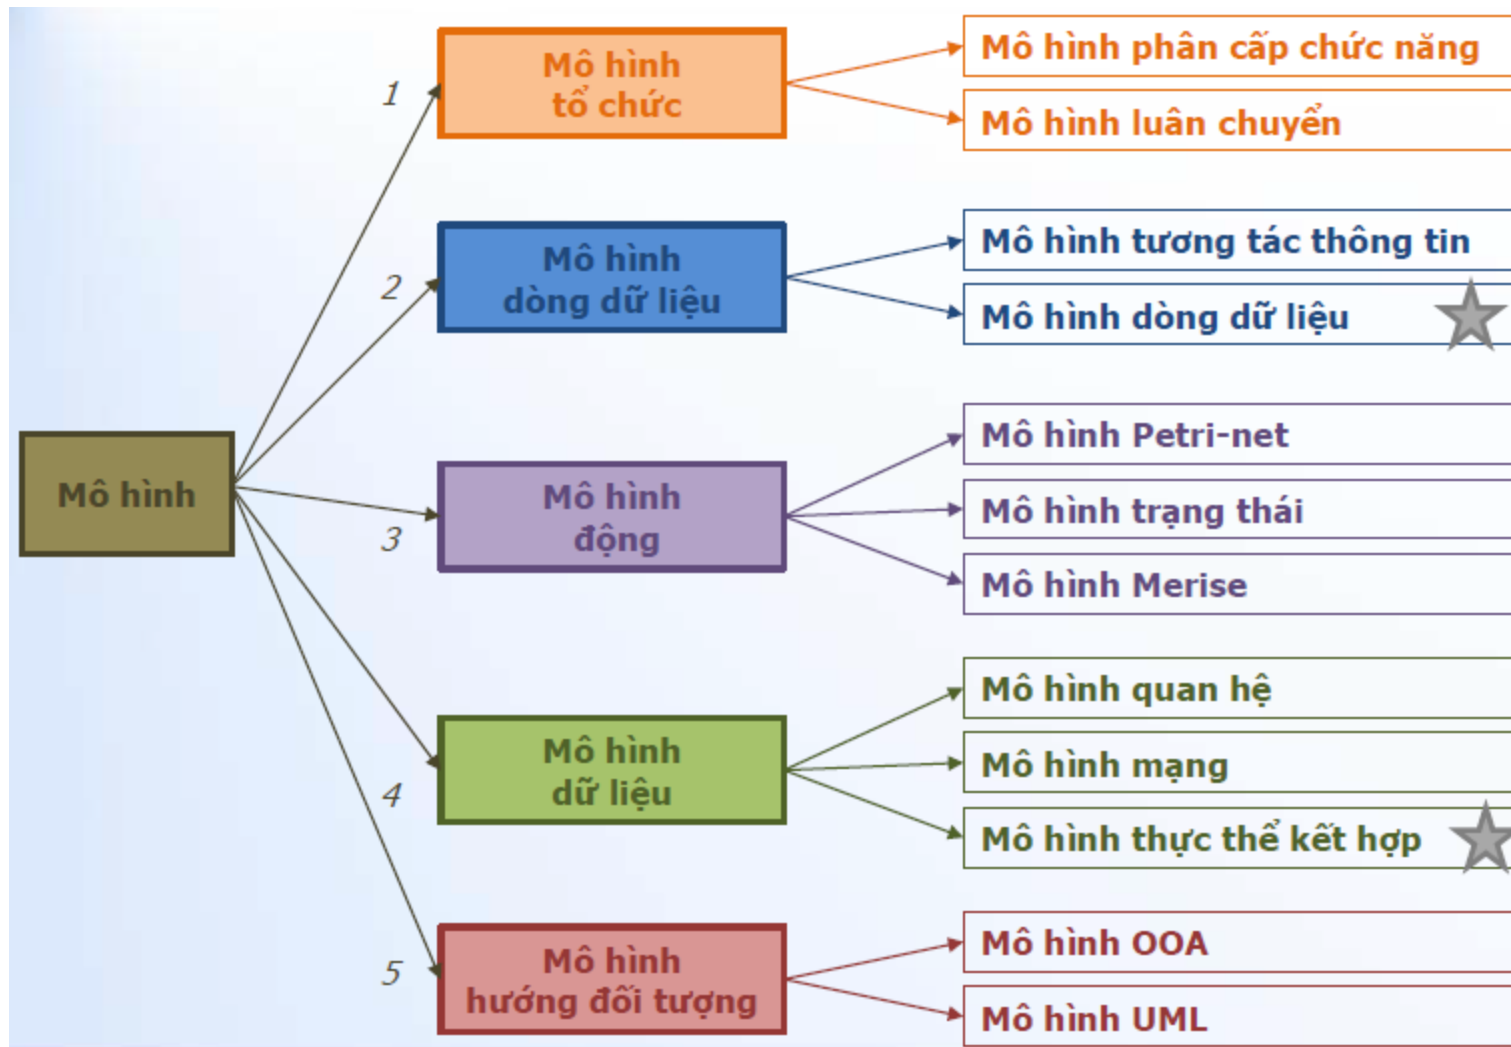 Mô hình
1
Mô hình
tổ chức
Mô hình phân cấp chức năng
Mô hình luân chuyển
2
Mô hình
dòng dữ liệu
Mô hình tương tác thông tin
Mô hình dòng dữ liệu
3
Mô hình
động
Mô hình Petri-net
Mô hình trạng thái
Mô hình Merise
4
Mô hình
dữ liệu
Mô hình quan hệ
Mô hình mạng
Mô hình thực thể kết hợp
5
Mô hình
hướng đối tượng
Mô hình OOA
Mô hình UML